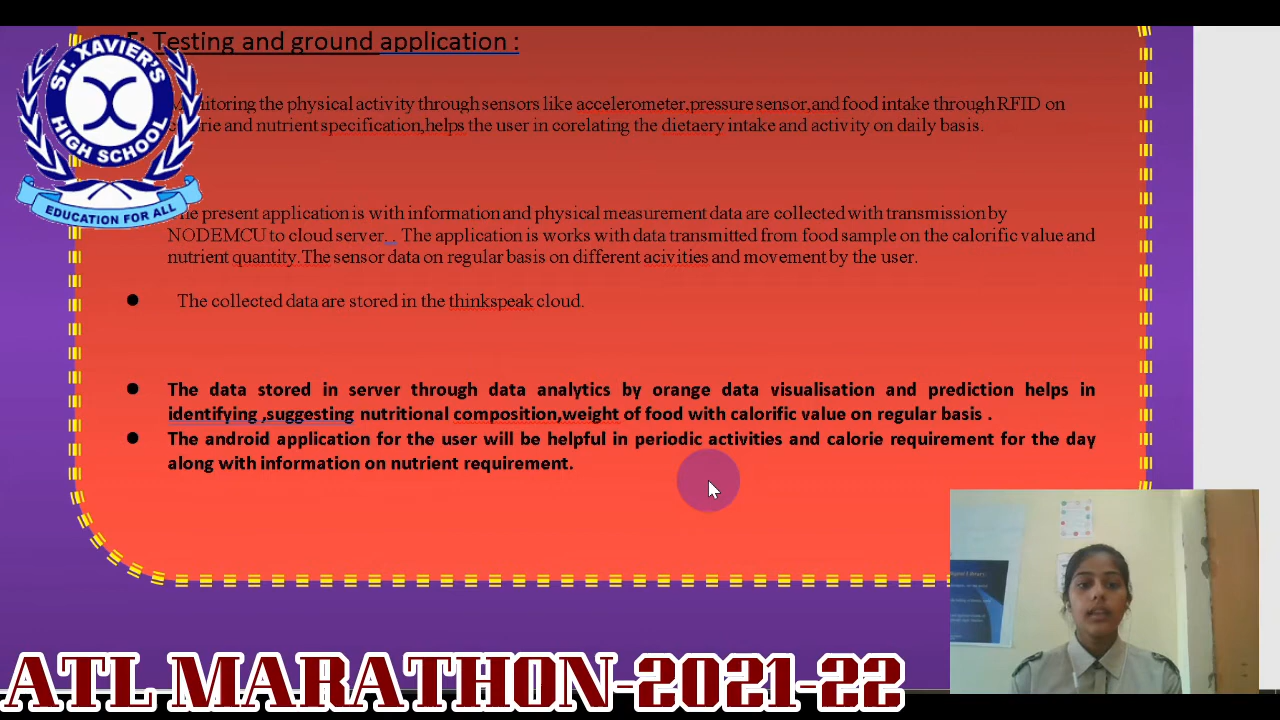 5: Testing and ground application :
ST. XAVIER'S
HIGH SCHOOL
EDUCATION FOR ALL
the physical activity through sensors like accelerometer,pressure sensor,and food intake through RFID on
and nutrient specification,helps the user in corelating the dietaery intake and activity on daily basis.
present application is with information and physical measurement data are collected with transmission by
NODEMCU to cloud server. . The application is works with data transmitted from food sample on the calorific value and
nutrient quantity.The sensor data on regular basis on different acivities and movement by the user.
● The collected data are stored in the thinkspeak cloud.
● The data stored in server through data analytics by orange data visualisation and prediction helps in
identifying ,suggesting nutritional composition,weight of food with calorific value on regular basis .
● The android application for the user will be helpful in periodic activities and calorie requirement for the day
along with information on nutrient requirement.
ATL MARATHON-2021-22